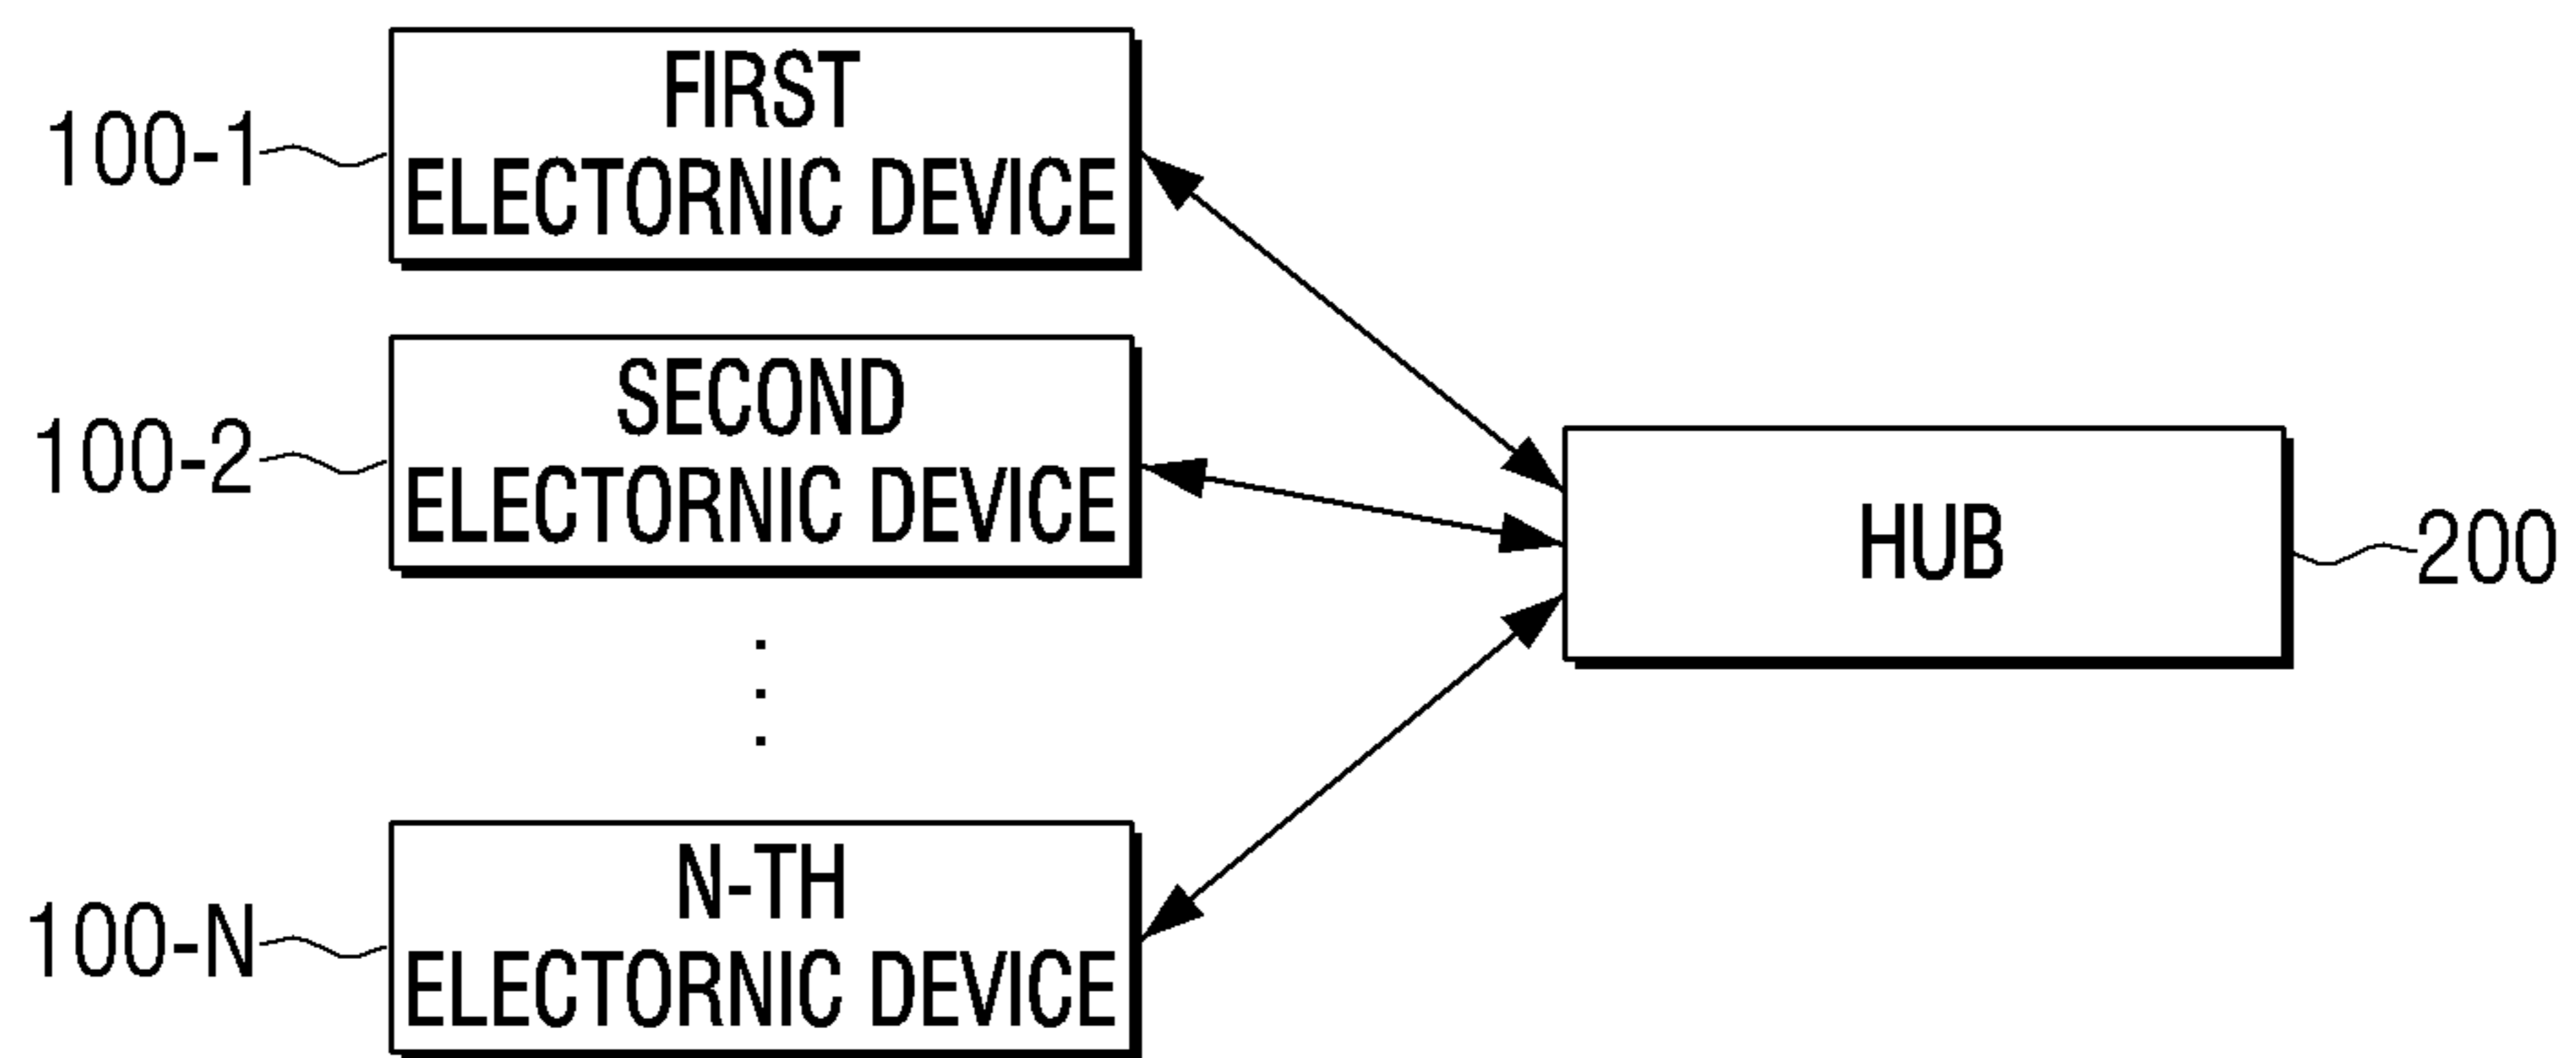 100-1
FIRST
ELECTORNIC DEVICE
100-2
SECOND
ELECTORNIC DEVICE
HUB
200
100-N
N-TH
ELECTORNIC DEVICE